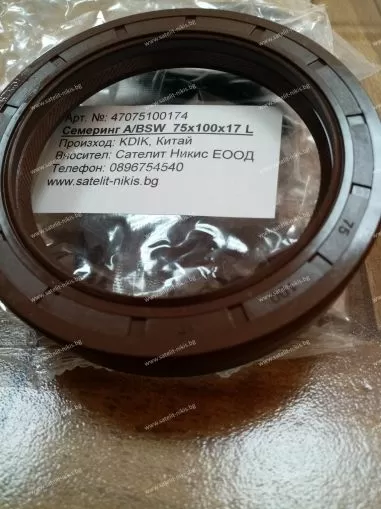 Арт. №: 47075100174
Семеринг A/BSW 75x100x17 L
Произход: KDIK, Китай
Вносител: Сателит Никис ЕООД
Телефон: 0896754540
www.satelit-nikis.bg
75